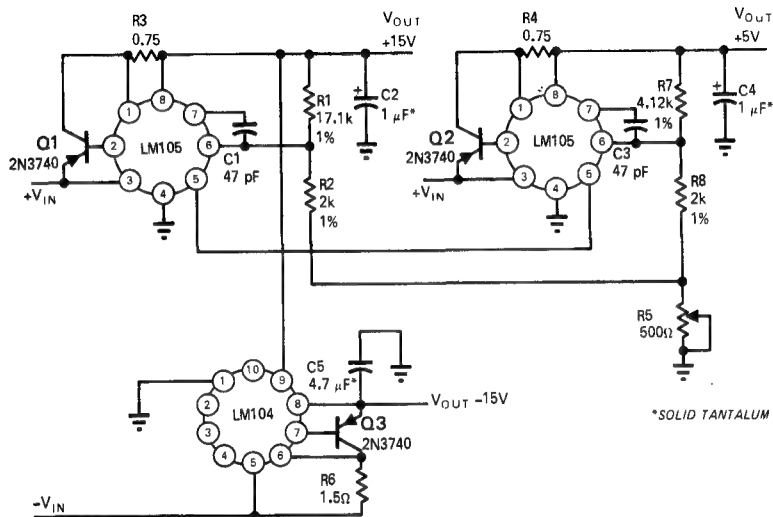 R3
0.75
VOUT
+15V
R4
0.75
VOUT
+5V
1
8
7
2
LM105
6
3
4
5
Q1
2N3740
+VIN
C1
47 pF
R1
17.1k
1%
C2
+
1 µF*
R2
2k
1%
1
8
7
2
LM105
6
3
4
5
Q2
2N3740
+VIN
C3
47 pF
R7
4.12k
1%
C4
+
1 µF*
R8
2k
1%
R5
500Ω
1
10
9
2
8
LM104
3
7
4
5
6
C5
4.7 µF*
VOUT -15V
Q3
2N3740
R6
1.5Ω
-VIN
*SOLID TANTALUM